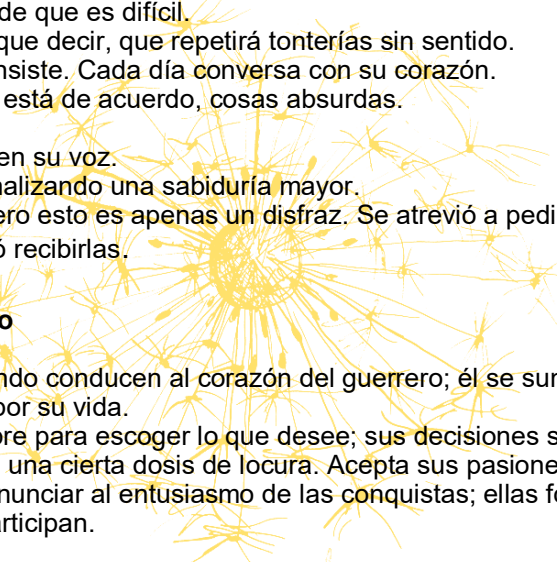 de que es difícil.
que decir, que repetirá tonterías sin sentido.
nsiste. Cada día conversa con su corazón.
está de acuerdo, cosas absurdas.
en su voz.
nalizando una sabiduría mayor.
ero esto es apenas un disfraz. Se atrevió a pedi
ó recibirlas.
o
ndo conducen al corazón del guerrero; él se sur
por su vida.
bre para escoger lo que desee; sus decisiones s
una cierta dosis de locura. Acepta sus pasione
nunciar al entusiasmo de las conquistas; ellas fo
articipan.